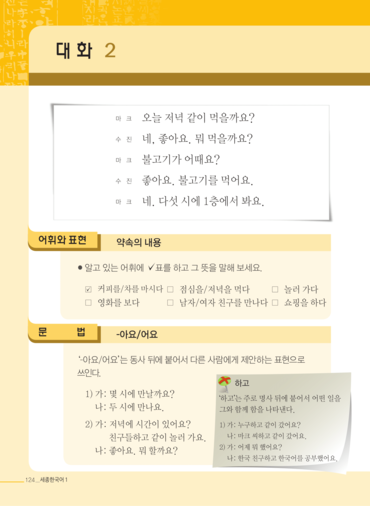 대화 2
마크 오늘 저녁 같이 먹을까요?
수진 네, 좋아요. 뭐 먹을까요?
마크 불고기가 어때요?
수진 좋아요. 불고기를 먹어요.
마크 네. 다섯 시에 1층에서 봐요.
어휘와 표현 약속의 내용
● 알고 있는 어휘에 ✓표를 하고 그 뜻을 말해 보세요.
☑ 커피를/차를 마시다 □ 점심을/저녁을 먹다 □ 놀러 가다
□ 영화를 보다 □ 남자/여자 친구를 만나다 □ 쇼핑을 하다
문법 -아요/어요
‘-아요/어요’는 동사 뒤에 붙어서 다른 사람에게 제안하는 표현으로
쓰인다.
1) 가: 몇 시에 만날까요?
나: 두 시에 만나요.
2) 가: 저녁에 시간이 있어요?
친구들하고 같이 놀러 가요.
나: 좋아요. 뭐 할까요?
하고
‘하고’는 주로 명사 뒤에 붙어서 어떤 일을
그와 함께 함을 나타낸다.
1) 가: 누구하고 같이 갔어요?
나: 마크 씨하고 같이 갔어요.
2) 가: 어제 뭐 했어요?
나: 한국 친구하고 한국어를 공부했어요.
124 _ 세종한국어 1